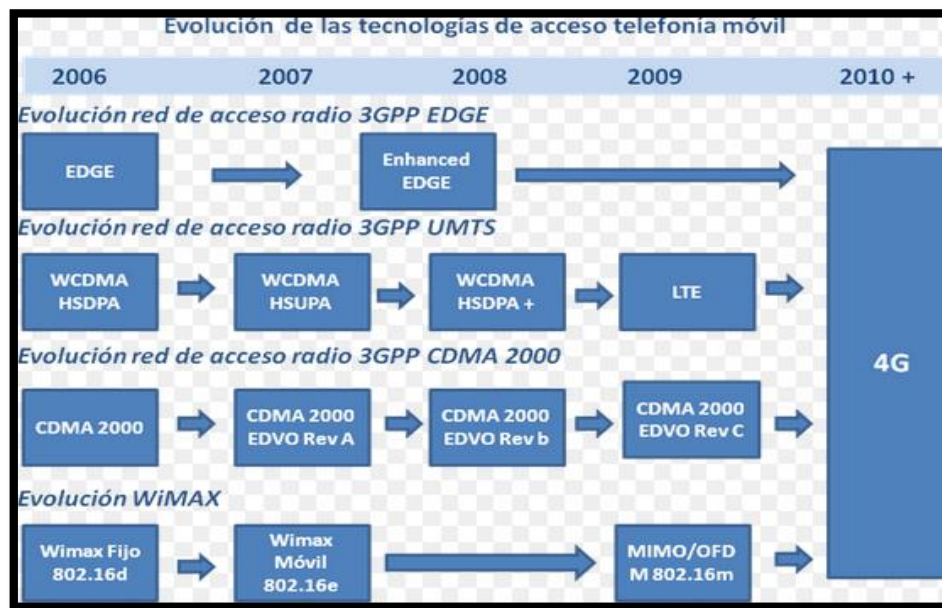 Evolución de las tecnologías de acceso telefonía móvil
2006 2007 2008 2009 2010 +
Evolución red de acceso radio 3GPP EDGE
EDGE
Enhanced
EDGE
Evolución red de acceso radio 3GPP UMTS
WCDMA
HSDPA
WCDMA
HSUPA
WCDMA
HSDPA +
LTE
Evolución red de acceso radio 3GPP CDMA 2000
CDMA 2000
CDMA 2000
EDVO Rev A
CDMA 2000
EDVO Rev b
CDMA 2000
EDVO Rev C
Evolución WiMAX
Wimax Fijo
802.16d
Wimax
Móvil
802.16e
MIMO/OFD
M 802.16m
4G